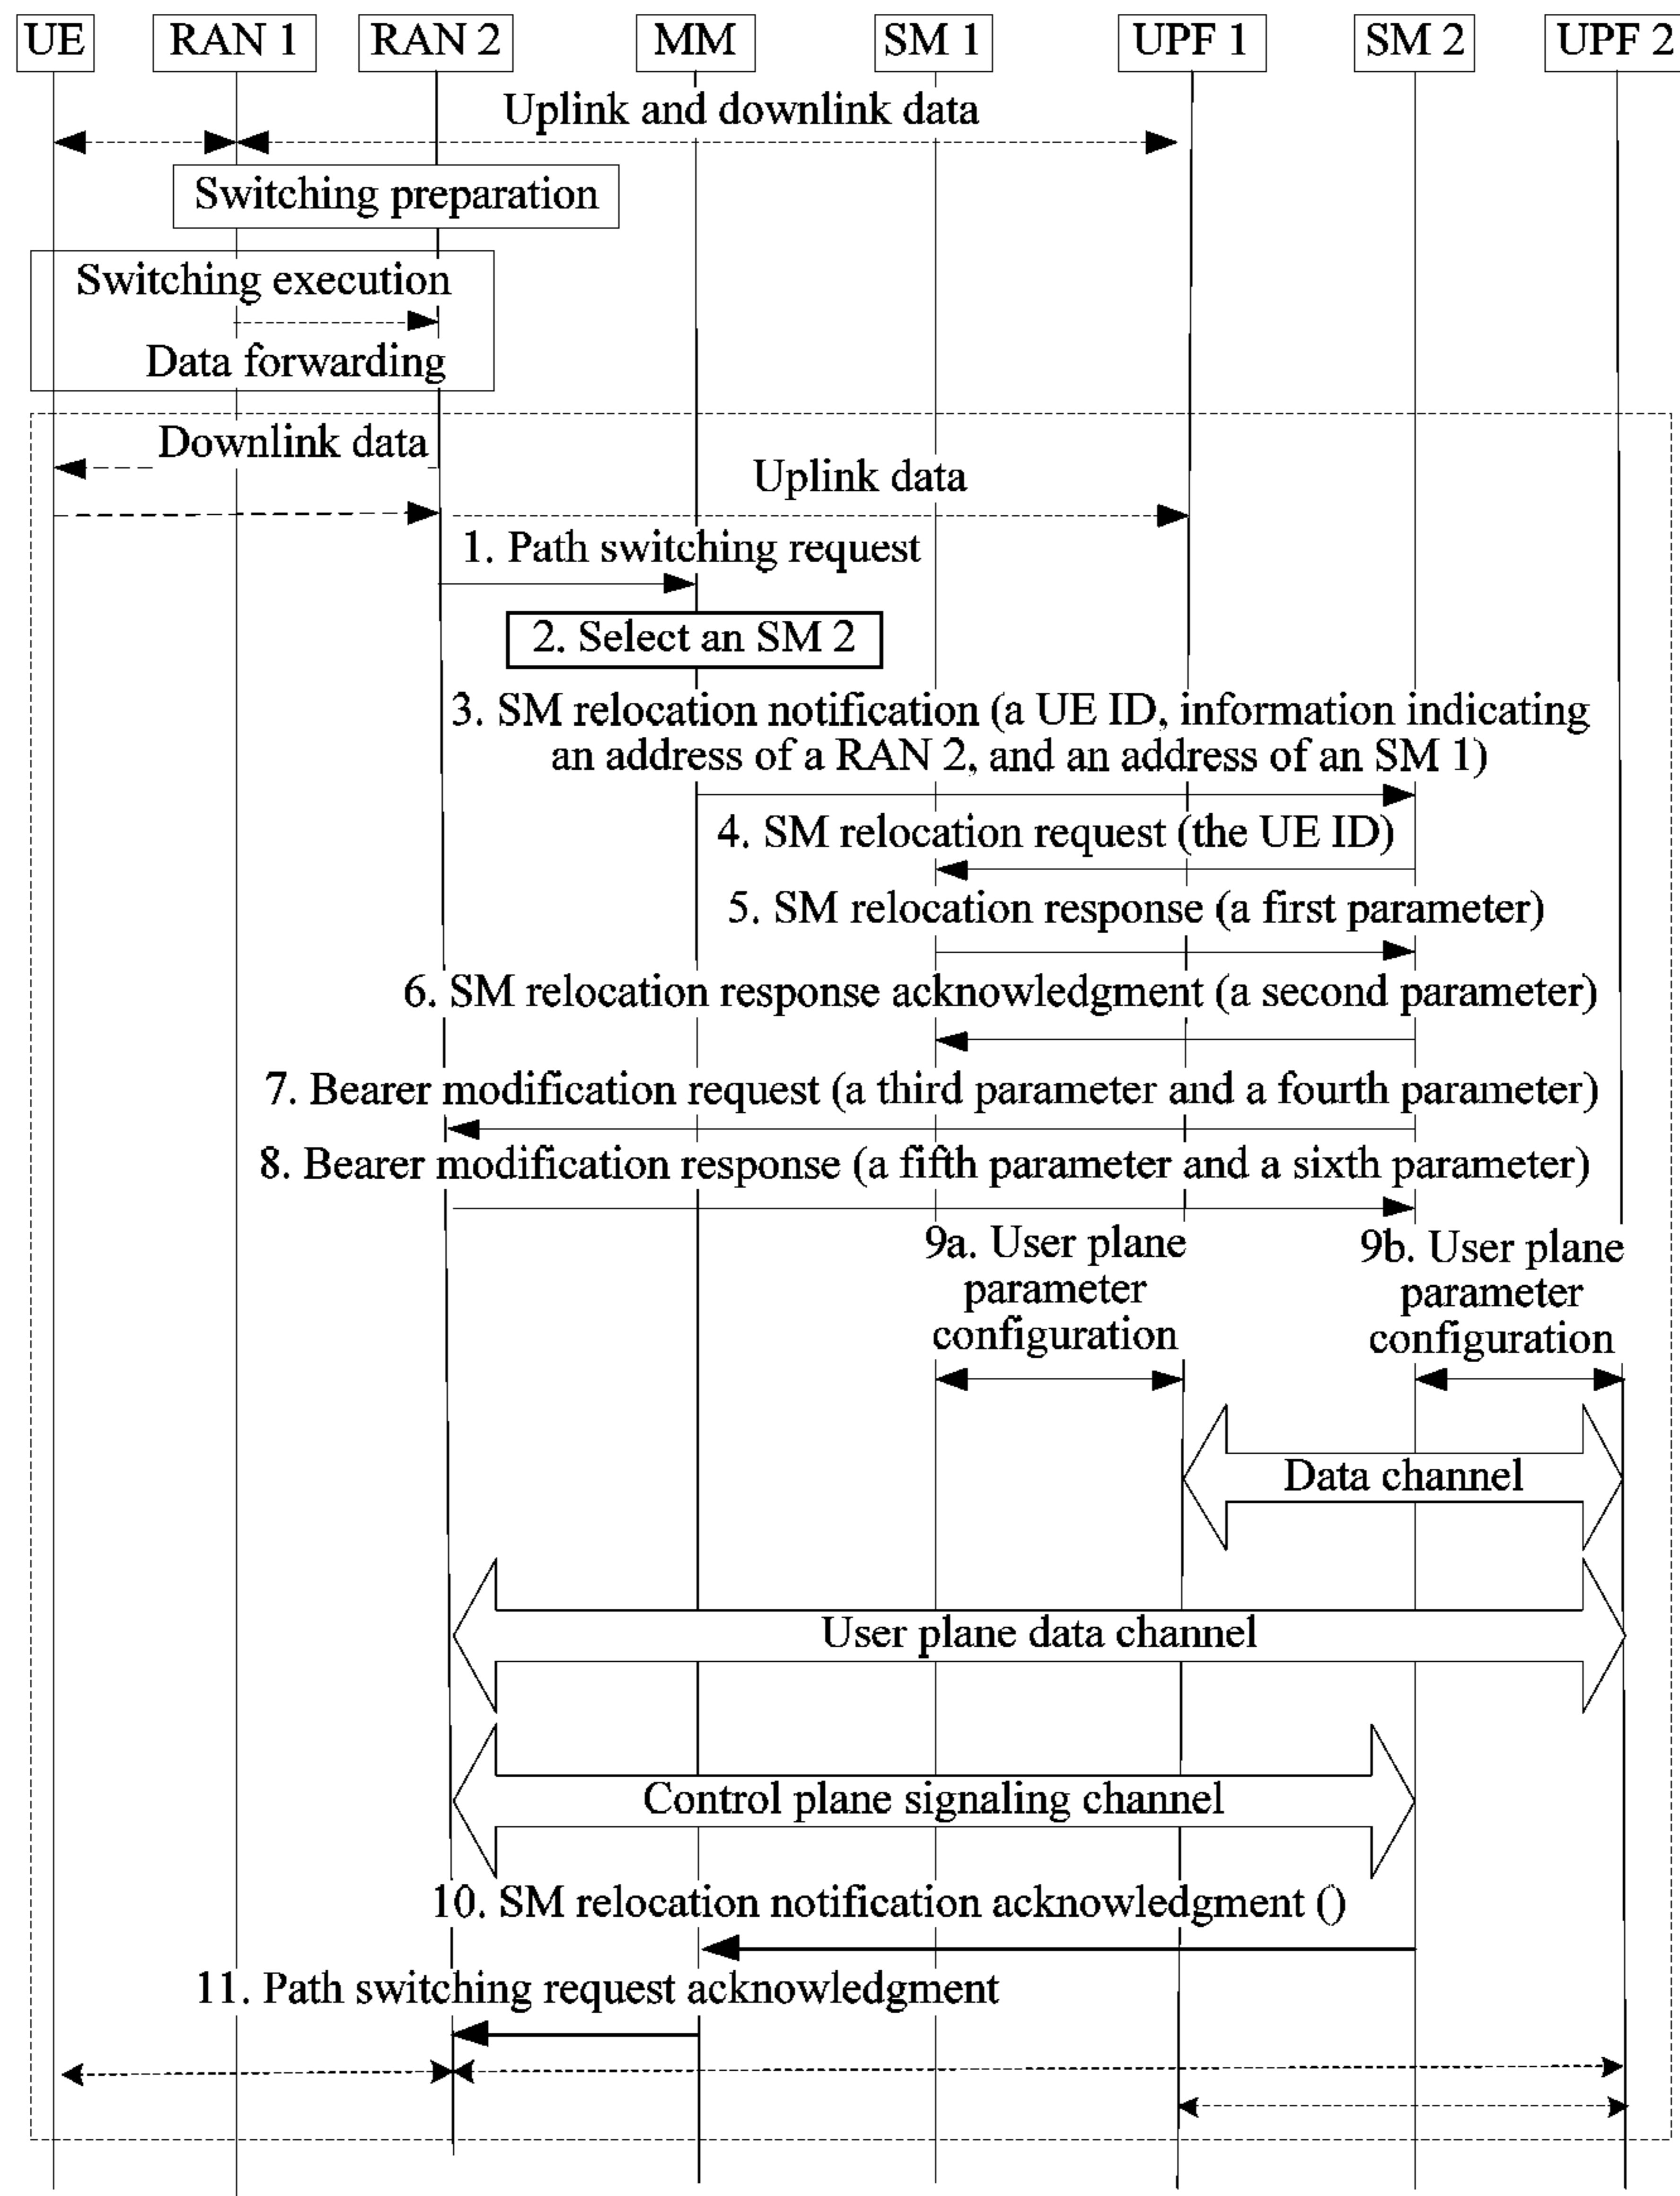 UE RAN 1 RAN 2 MM SM 1 UPF 1 SM 2 UPF 2
Uplink and downlink data
Switching preparation
Switching execution
Data forwarding
Downlink data
Uplink data
1. Path switching request
2. Select an SM 2
3. SM relocation notification (a UE ID, information indicating
an address of a RAN 2, and an address of an SM 1)
4. SM relocation request (the UE ID)
5. SM relocation response (a first parameter)
6. SM relocation response acknowledgment (a second parameter)
7. Bearer modification request (a third parameter and a fourth parameter)
8. Bearer modification response (a fifth parameter and a sixth parameter)
9a. User plane
parameter
configuration
9b. User plane
parameter
configuration
Data channel
User plane data channel
Control plane signaling channel
10. SM relocation notification acknowledgment ()
11. Path switching request acknowledgment